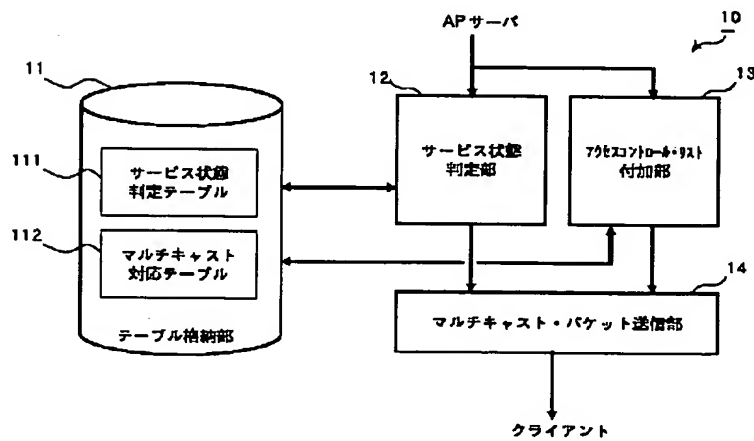 APサーバ
10
11
12
13
111
サービス状態
判定テーブル
サービス状態
判定部
アクセスコントロール・リスト
付加部
112
マルチキャスト
対応テーブル
14
マルチキャスト・パケット送信部
テーブル格納部
クライアント